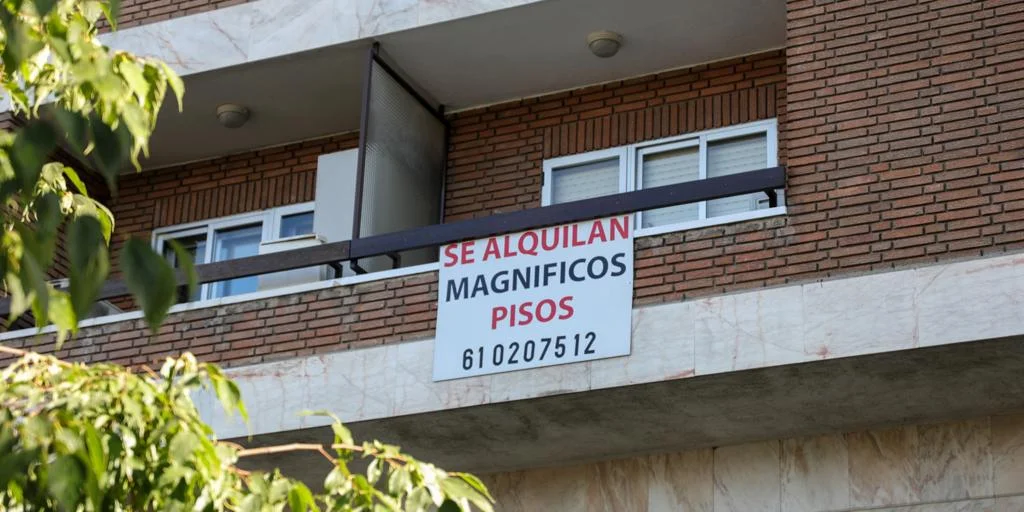 SE ALQUILAN
MAGNIFICOS
PISOS
610207512